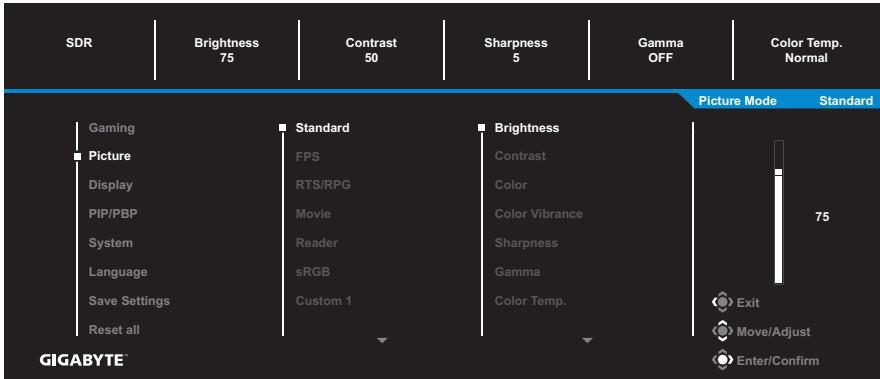 SDR
Brightness
75
Contrast
50
Sharpness
5
Gamma
OFF
Color Temp.
Normal
Picture Mode Standard
Gaming
Picture
Display
PIP/PBP
System
Language
Save Settings
Reset all
Standard
FPS
RTS/RPG
Movie
Reader
sRGB
Custom 1
Brightness
Contrast
Color
Color Vibrance
Sharpness
Gamma
Color Temp.
75
Exit
Move/Adjust
Enter/Confirm
GIGABYTE™